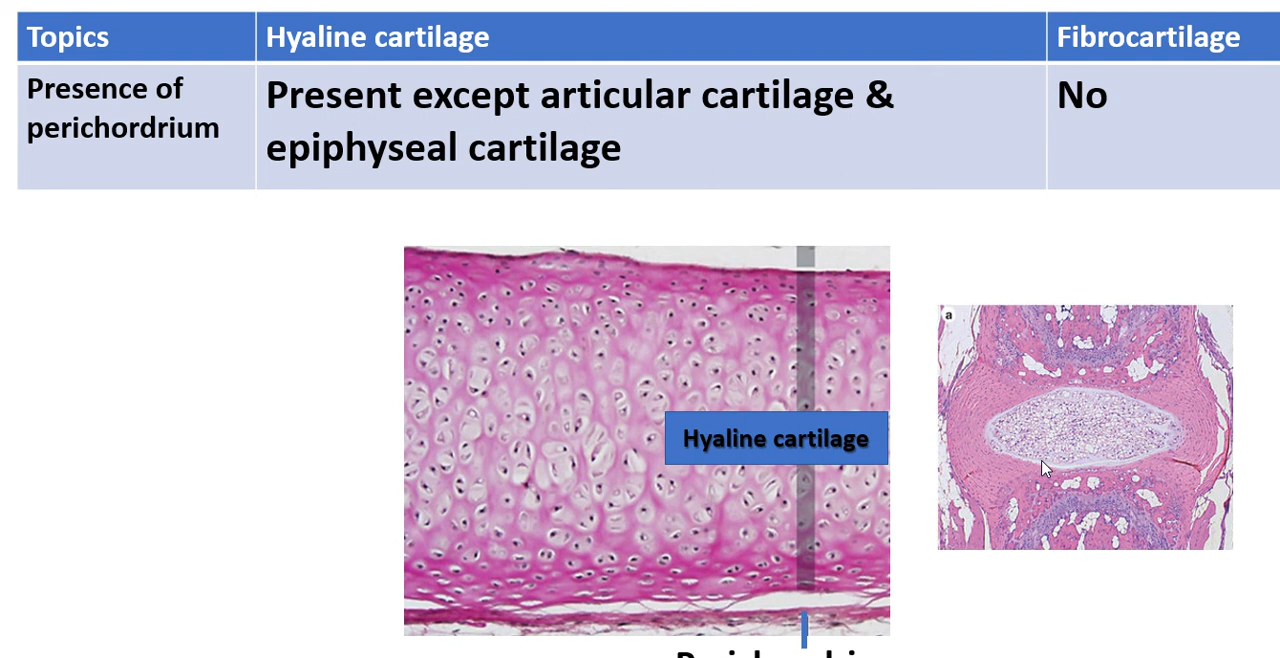 Topics
Hyaline cartilage
Fibrocartilage
Presence of
perichordrium
Present except articular cartilage &
epiphyseal cartilage
No
a
Hyaline cartilage